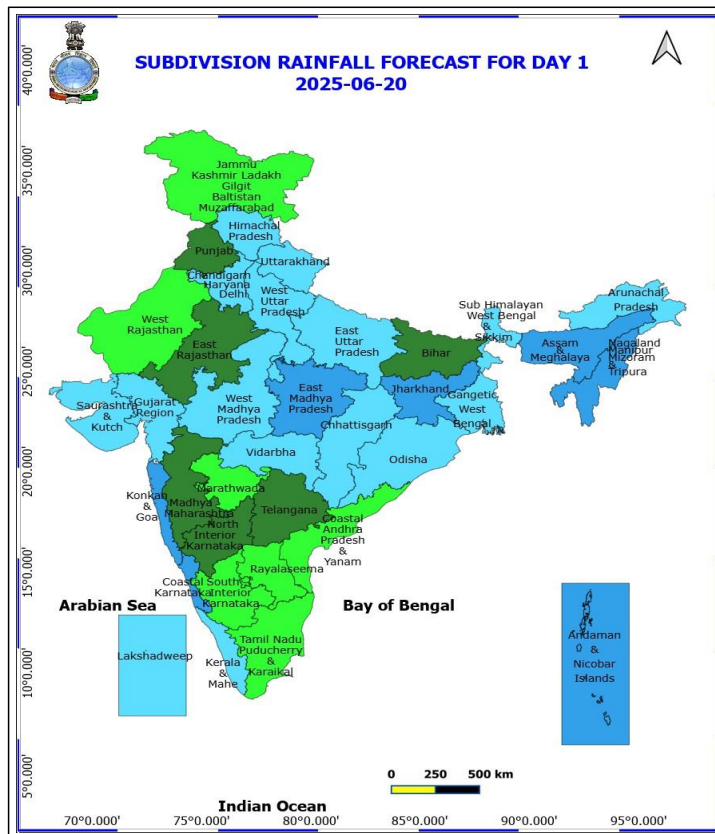 SUBDIVISION RAINFALL FORECAST FOR DAY 1
2025-06-20
40°0.000'
35°0.000'
30°0.000'
25°0.000'
20°0.000'
15°0.000'
10°0.000'
5°0.000'
Jammu
Kashmir Ladakh
Gilgit
Baltistan
Muzaffarabad
Himachal
Pradesh
Punjab
Uttarakhand
Chandigarh
Haryana
Delhi
West
Uttar
Pradesh
West
Rajasthan
East
Rajasthan
East
Uttar
Pradesh
Bihar
Sub Himalayan
West Bengal
&
Sikkim
Arunachal
Pradesh
Assam
&
Meghalaya
Nagaland
Manipur
Mizoram
&
Tripura
Saurashtra
&
Kutch
Gujarat
Region
West
Madhya
Pradesh
East
Madhya
Pradesh
Jharkhand
Gangetic
West
Bengal
Chhattisgarh
Vidarbha
Odisha
Konkan
&
Goa
Madhya
Maharashtra
Marathwada
Telangana
North
Interior
Karnataka
Coastal
Andhra
Pradesh
&
Yanam
Rayalaseema
Coastal
Karnataka
South
Interior
Karnataka
Tamil Nadu
Puducherry
&
Karaikal
Kerala
&
Mahe
Arabian Sea
Bay of Bengal
Lakshadweep
Andaman
&
Nicobar
Islands
0 250 500 km
Indian Ocean
70°0.000' 75°0.000' 80°0.000' 85°0.000' 90°0.000' 95°0.000'